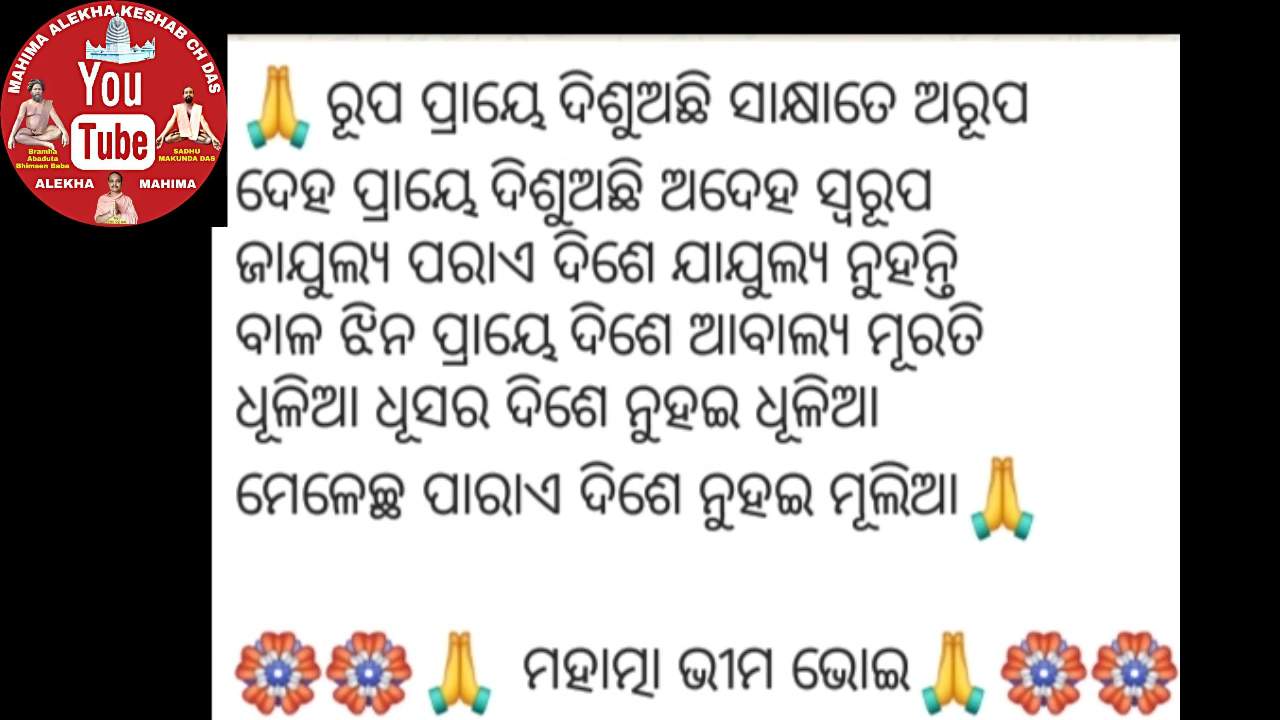 MAHIMA ALEKHA KESHAB CH DAS
You
Tube
Bramha
Abaduta
Bhimsen Baba
SADHU
MAKUNDA DAS
ALEKHA MAHIMA
🙏 ରୂପ ପ୍ରାୟେ ଦିଶୁଅଛି ସାକ୍ଷାତେ ଅରୂପ
ଦେହ ପ୍ରାୟେ ଦିଶୁଅଛି ଅଦେହ ସ୍ୱରୂପ
ଜାଯୁଲ୍ୟ ପରାଏ ଦିଶେ ଯାଯୁଲ୍ୟ ନୁହନ୍ତି
ବାଳ ଝିନ ପ୍ରାୟେ ଦିଶେ ଆବାଲ୍ୟ ମୂରତି
ଧୂଳିଆ ଧୂସର ଦିଶେ ନୁହଇ ଧୂଳିଆ
ମେଳେଚ୍ଛ ପାରାଏ ଦିଶେ ନୁହଇ ମୂଲିଆ🙏
🙏 ମହାତ୍ମା ଭୀମ ଭୋଇ🙏